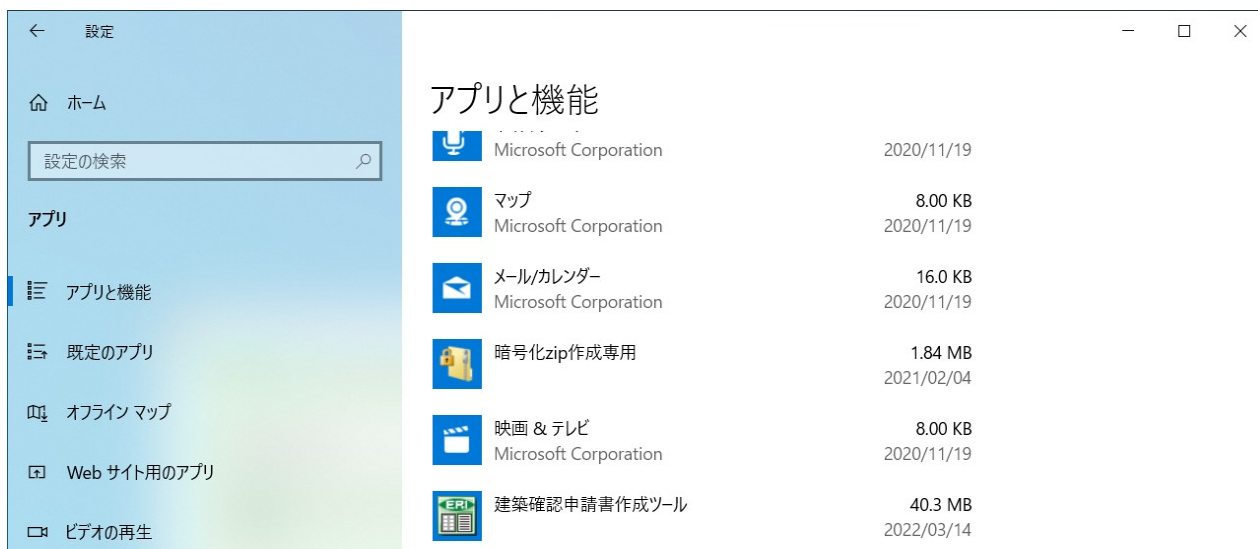 設定
ホーム
設定の検索
アプリ
アプリと機能
既定のアプリ
オフライン マップ
Web サイト用のアプリ
ビデオの再生
アプリと機能
Microsoft Corporation 2020/11/19
マップ 8.00 KB
Microsoft Corporation 2020/11/19
メール/カレンダー 16.0 KB
Microsoft Corporation 2020/11/19
暗号化zip作成専用 1.84 MB
2021/02/04
映画 & テレビ 8.00 KB
Microsoft Corporation 2020/11/19
ERI
建築確認申請書作成ツール 40.3 MB
2022/03/14